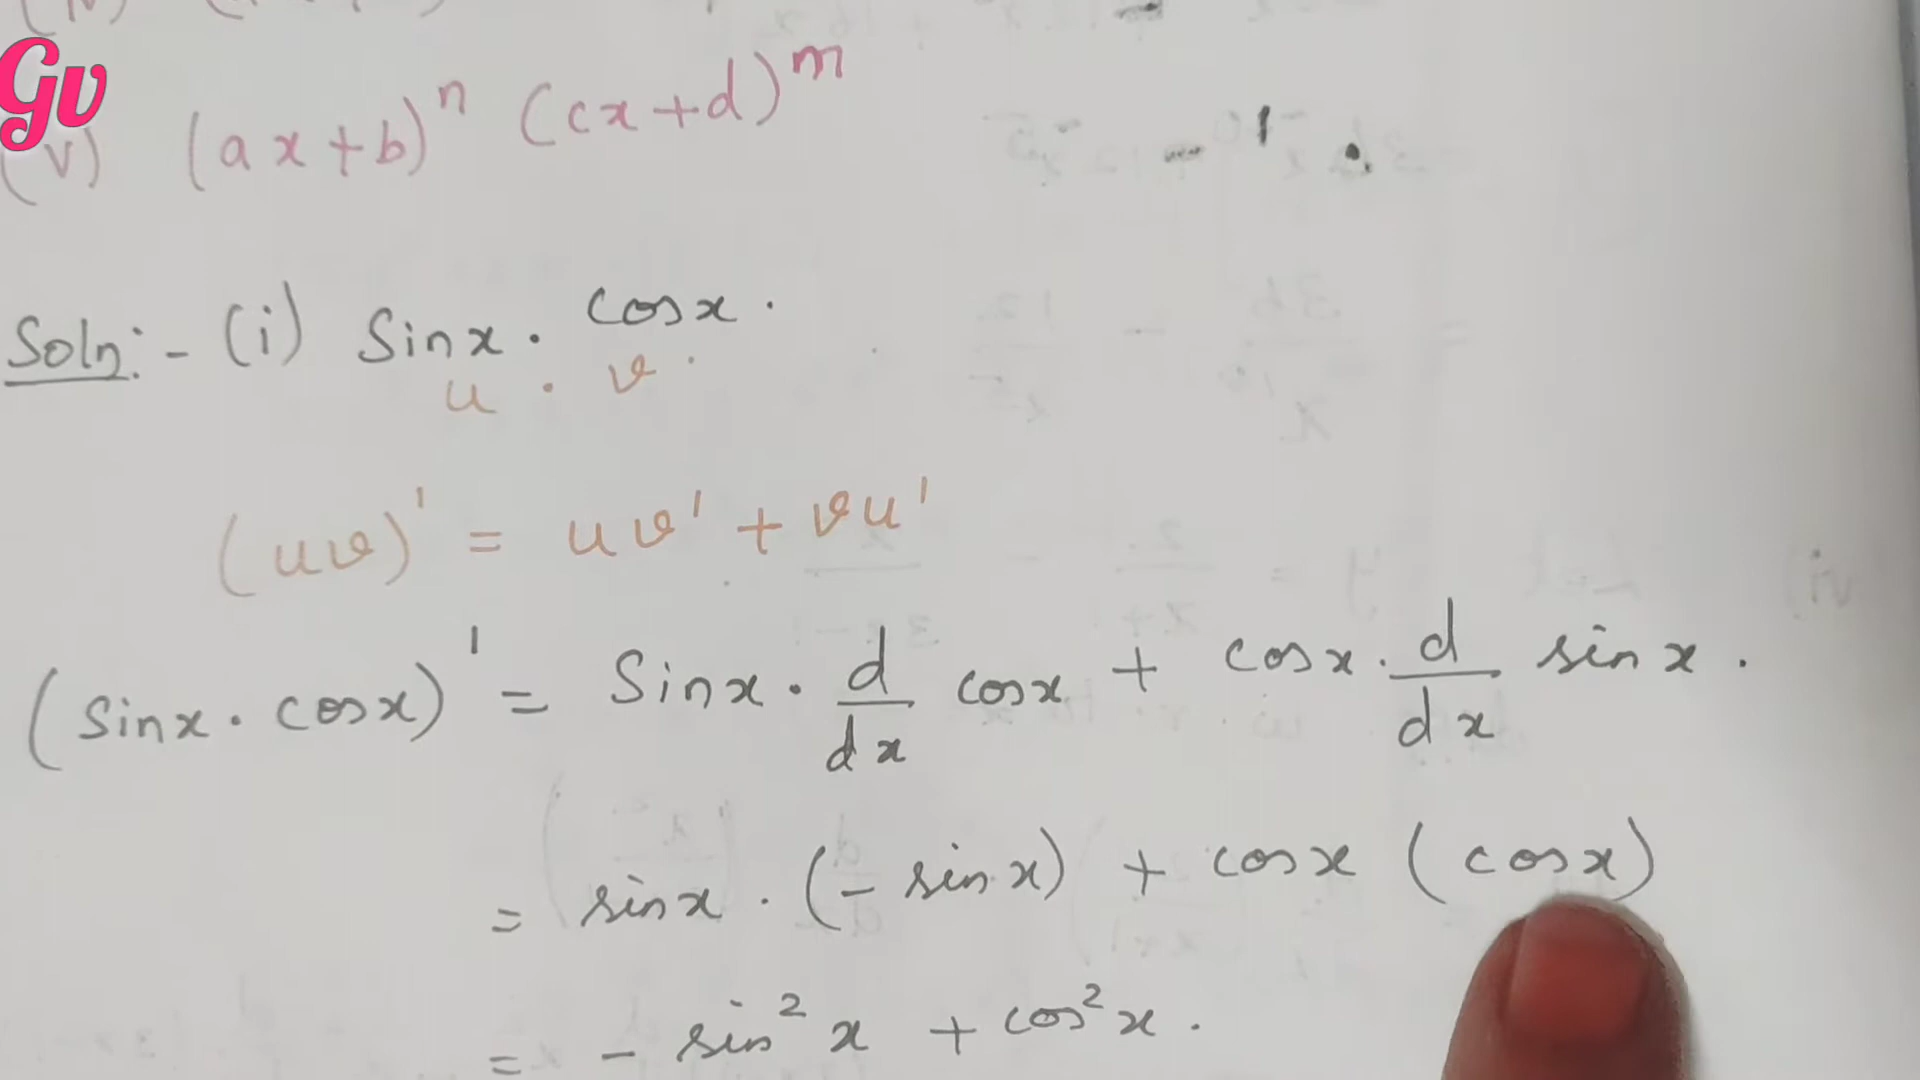 Gv
(v) (ax+b)^n (cx+d)^m
Soln:- (i) Sinx . cosx .
u . v .
(uv)' = uv' + vu'
(sinx . cosx)' = Sinx . d/dx cosx + cosx . d/dx sinx .
= sinx . (- sinx) + cosx (cosx)
= - sin²x + cos²x .